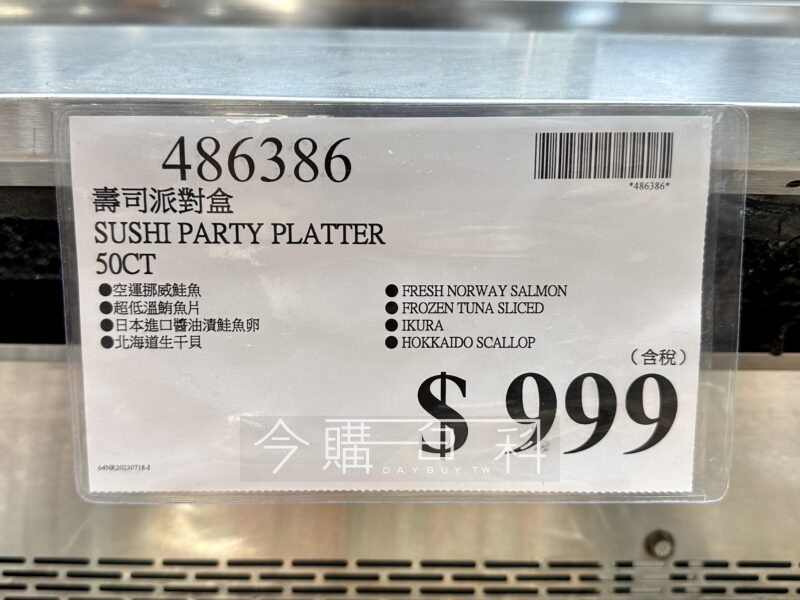 486386
*486386*
壽司派對盒
SUSHI PARTY PLATTER
50CT
●空運挪威鮭魚
●超低溫鮪魚片
●日本進口醬油漬鮭魚卵
●北海道生干貝
● FRESH NORWAY SALMON
● FROZEN TUNA SLICED
● IKURA
● HOKKAIDO SCALLOP
（含稅）
$ 999
今購百科
DAYBUY.TW
64NR20230718-I